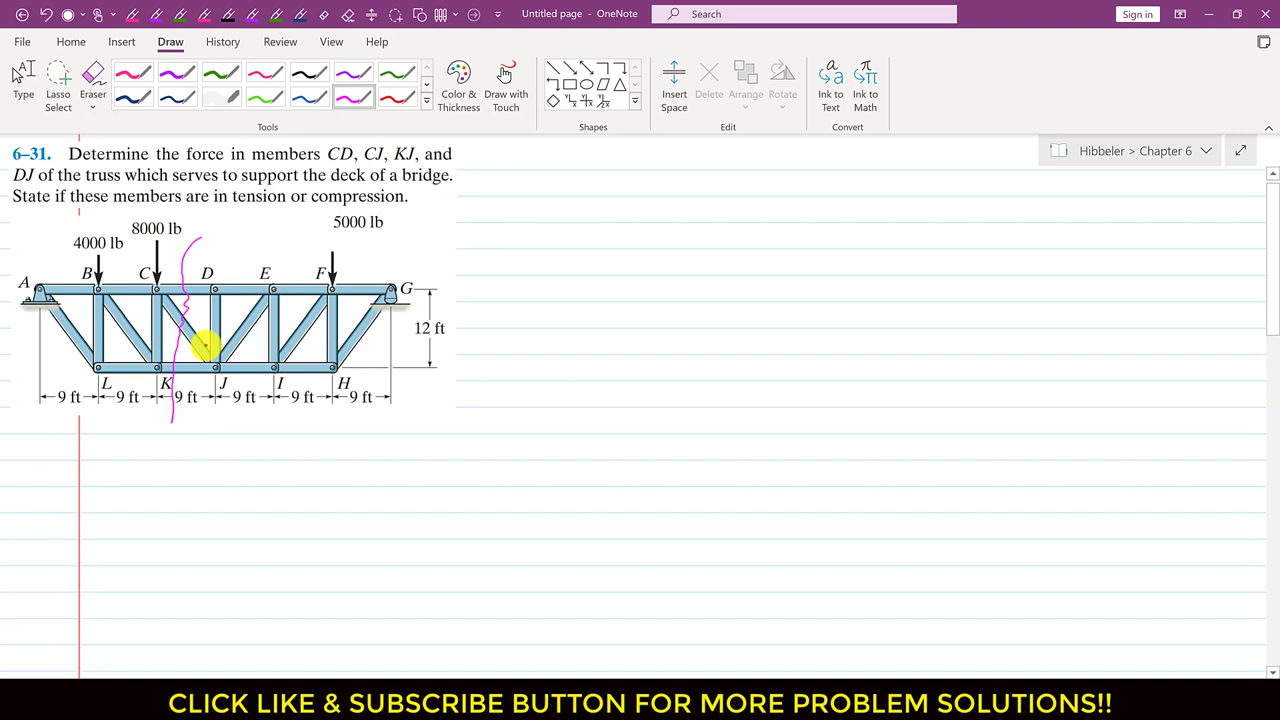 Untitled page - OneNote
Search
Sign in
File
Home
Insert
Draw
History
Review
View
Help
Type
Lasso Select
Eraser
Color & Thickness
Draw with Touch
Insert Space
Delete
Arrange
Rotate
Ink to Text
Ink to Math
Tools
Shapes
Edit
Convert
Hibbeler > Chapter 6
6–31. Determine the force in members CD, CJ, KJ, and
DJ of the truss which serves to support the deck of a bridge.
State if these members are in tension or compression.
4000 lb
8000 lb
5000 lb
A
B
C
D
E
F
G
12 ft
L
K
J
I
H
9 ft
9 ft
9 ft
9 ft
9 ft
9 ft
CLICK LIKE & SUBSCRIBE BUTTON FOR MORE PROBLEM SOLUTIONS!!